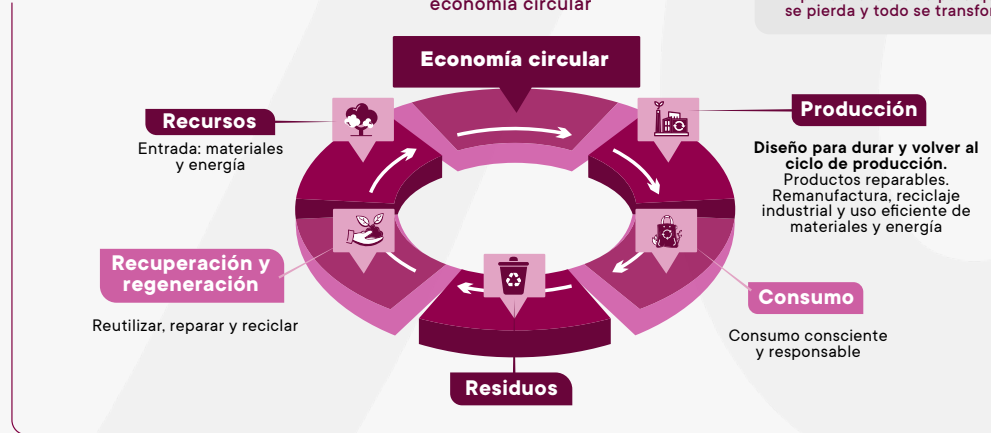 economía circular
se pierda y todo se transfor
Economía circular
Recursos
Entrada: materiales
y energía
Producción
Diseño para durar y volver al
ciclo de producción.
Productos reparables.
Remanufactura, reciclaje
industrial y uso eficiente de
materiales y energía
Recuperación y
regeneración
Reutilizar, reparar y reciclar
Consumo
Consumo consciente
y responsable
Residuos